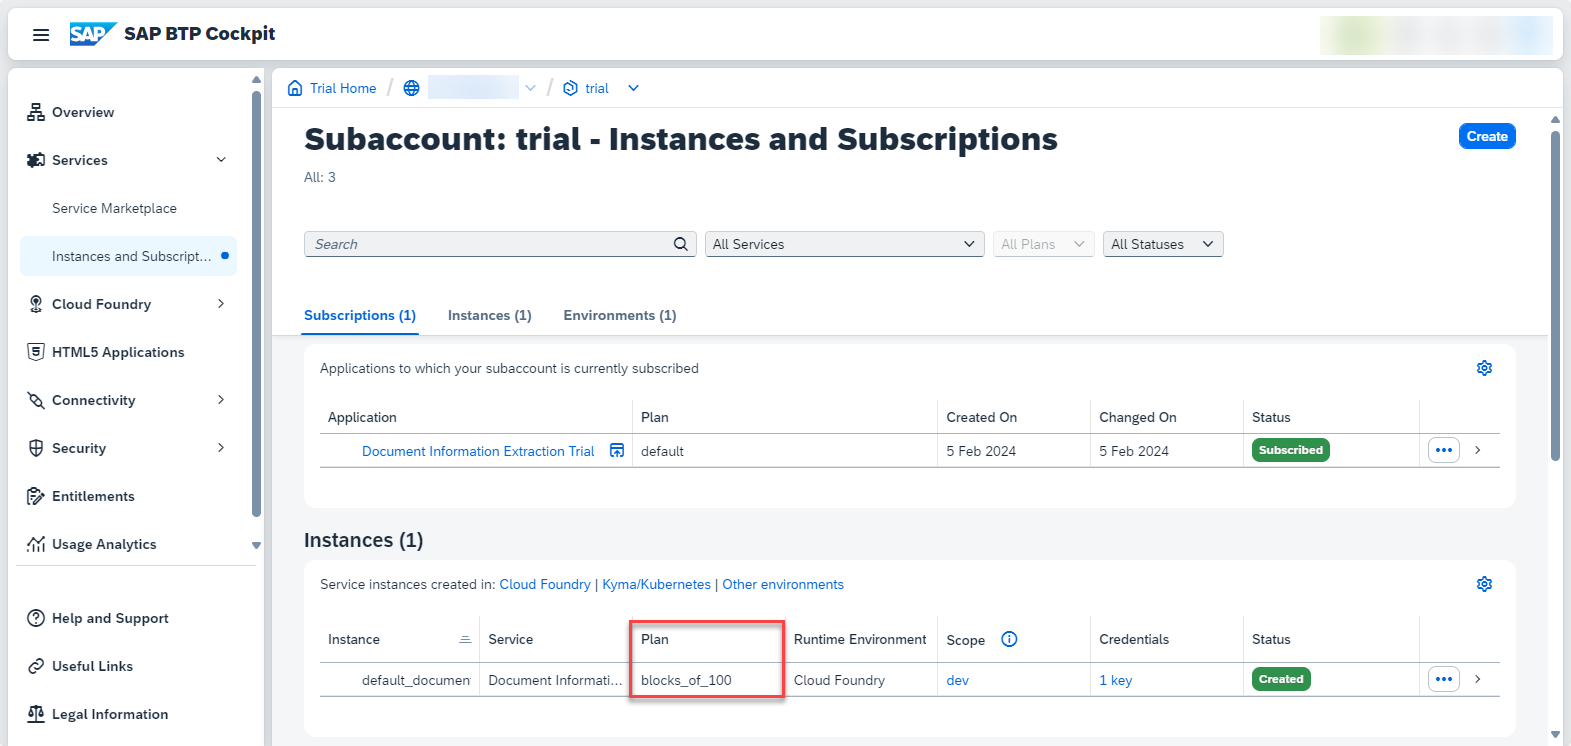 SAP SAP BTP Cockpit
Trial Home / / trial
Overview
Services
Service Marketplace
Instances and Subscript...
Cloud Foundry
HTML5 Applications
Connectivity
Security
Entitlements
Usage Analytics
Help and Support
Useful Links
Legal Information
Subaccount: trial - Instances and Subscriptions
Create
All: 3
Search
All Services
All Plans
All Statuses
Subscriptions (1) Instances (1) Environments (1)
Applications to which your subaccount is currently subscribed
Application Plan Created On Changed On Status
Document Information Extraction Trial default 5 Feb 2024 5 Feb 2024 Subscribed
Instances (1)
Service instances created in: Cloud Foundry | Kyma/Kubernetes | Other environments
Instance Service Plan Runtime Environment Scope Credentials Status
default_documen Document Informati... blocks_of_100 Cloud Foundry dev 1 key Created